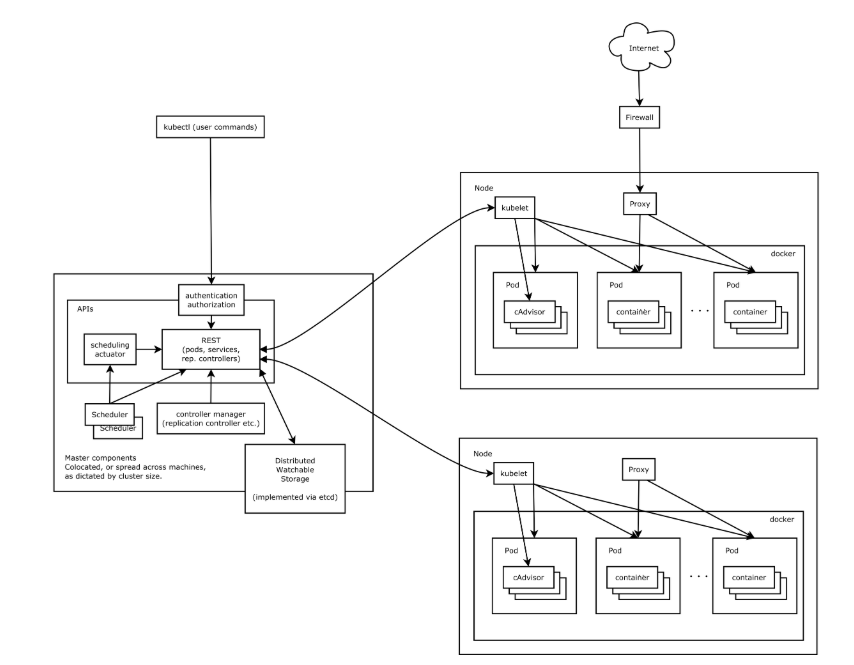 Internet
kubectl (user commands)
Firewall
Node
kubelet
Proxy
docker
Pod
cAdvisor
Pod
container
. . .
Pod
container
authentication
authorization
APIs
scheduling
actuator
REST
(pods, services,
rep. controllers)
Scheduler
Scheduler
controller manager
(replication controller etc.)
Master components
Colocated, or spread across machines,
as dictated by cluster size.
Distributed
Watchable
Storage
(implemented via etcd)
Node
kubelet
Proxy
docker
Pod
cAdvisor
Pod
container
. . .
Pod
container